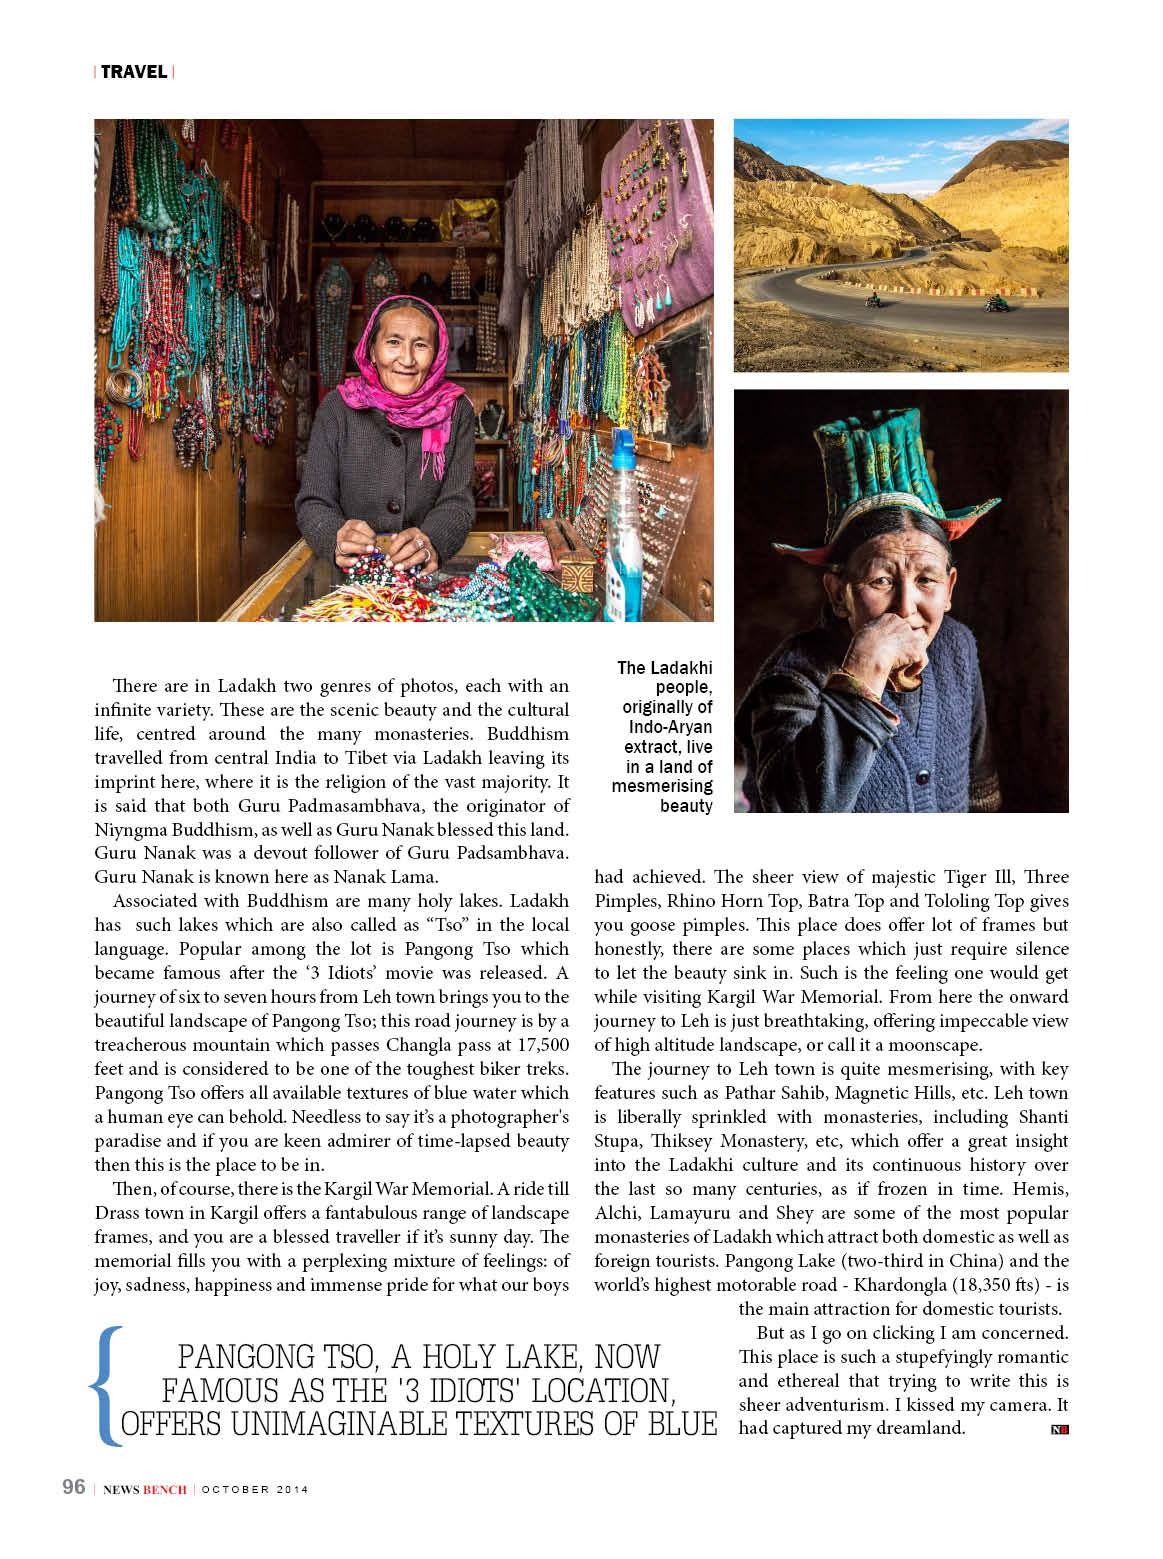 TRAVEL
The Ladakhi
people,
originally of
Indo-Aryan
extract, live
in a land of
mesmerising
beauty
There are in Ladakh two genres of photos, each with an
infinite variety. These are the scenic beauty and the cultural
life, centred around the many monasteries. Buddhism
travelled from central India to Tibet via Ladakh leaving its
imprint here, where it is the religion of the vast majority. It
is said that both Guru Padmasambhava, the originator of
Niyngma Buddhism, as well as Guru Nanak blessed this land.
Guru Nanak was a devout follower of Guru Padsambhava.
Guru Nanak is known here as Nanak Lama.
Associated with Buddhism are many holy lakes. Ladakh
has such lakes which are also called as “Tso” in the local
language. Popular among the lot is Pangong Tso which
became famous after the ‘3 Idiots’ movie was released. A
journey of six to seven hours from Leh town brings you to the
beautiful landscape of Pangong Tso; this road journey is by a
treacherous mountain which passes Changla pass at 17,500
feet and is considered to be one of the toughest biker treks.
Pangong Tso offers all available textures of blue water which
a human eye can behold. Needless to say it’s a photographer's
paradise and if you are keen admirer of time-lapsed beauty
then this is the place to be in.
Then, of course, there is the Kargil War Memorial. A ride till
Drass town in Kargil offers a fantabulous range of landscape
frames, and you are a blessed traveller if it’s sunny day. The
memorial fills you with a perplexing mixture of feelings: of
joy, sadness, happiness and immense pride for what our boys
had achieved. The sheer view of majestic Tiger Ill, Three
Pimples, Rhino Horn Top, Batra Top and Tololing Top gives
you goose pimples. This place does offer lot of frames but
honestly, there are some places which just require silence
to let the beauty sink in. Such is the feeling one would get
while visiting Kargil War Memorial. From here the onward
journey to Leh is just breathtaking, offering impeccable view
of high altitude landscape, or call it a moonscape.
The journey to Leh town is quite mesmerising, with key
features such as Pathar Sahib, Magnetic Hills, etc. Leh town
is liberally sprinkled with monasteries, including Shanti
Stupa, Thiksey Monastery, etc, which offer a great insight
into the Ladakhi culture and its continuous history over
the last so many centuries, as if frozen in time. Hemis,
Alchi, Lamayuru and Shey are some of the most popular
monasteries of Ladakh which attract both domestic as well as
foreign tourists. Pangong Lake (two-third in China) and the
world’s highest motorable road - Khardongla (18,350 fts) - is
the main attraction for domestic tourists.
But as I go on clicking I am concerned.
This place is such a stupefyingly romantic
and ethereal that trying to write this is
sheer adventurism. I kissed my camera. It
had captured my dreamland. NB
PANGONG TSO, A HOLY LAKE, NOW
FAMOUS AS THE '3 IDIOTS' LOCATION,
OFFERS UNIMAGINABLE TEXTURES OF BLUE
96 | NEWS BENCH | OCTOBER 2014